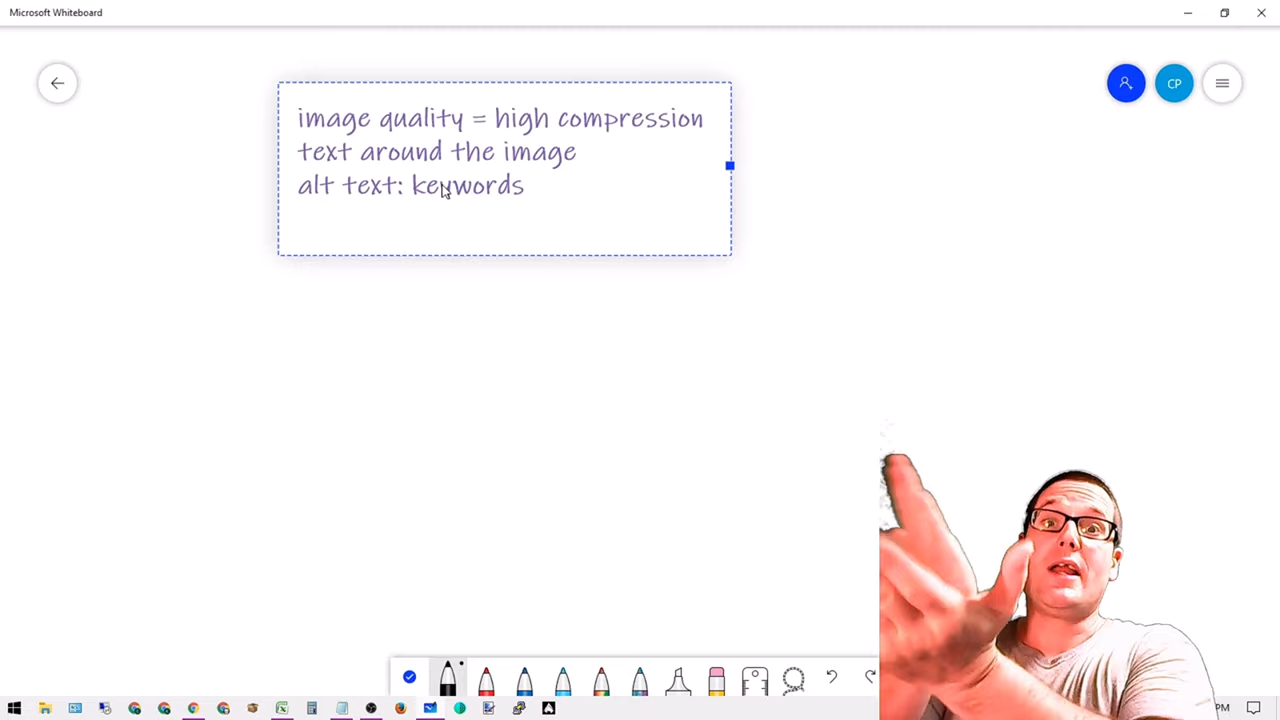 Microsoft Whiteboard
CP
image quality = high compression
text around the image
alt text: keywords
PM